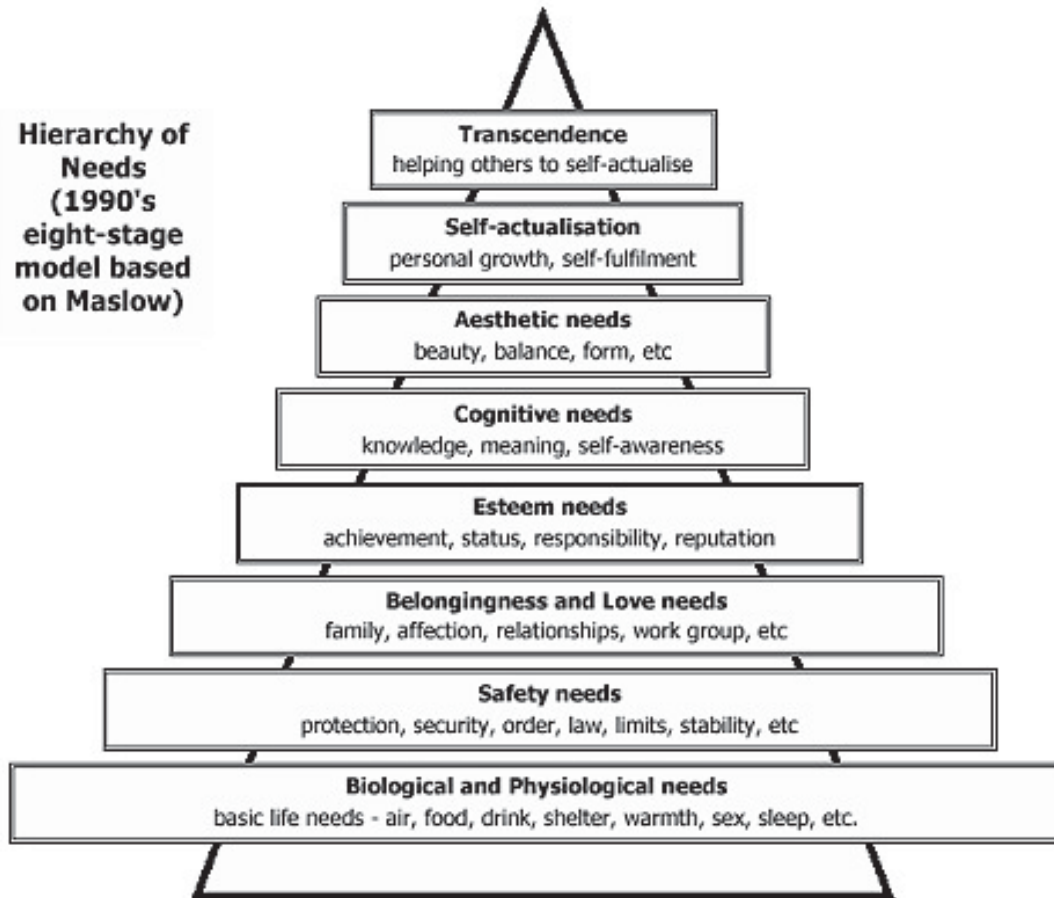 Hierarchy of
Needs
(1990's
eight-stage
model based
on Maslow)
Transcendence
helping others to self-actualise
Self-actualisation
personal growth, self-fulfilment
Aesthetic needs
beauty, balance, form, etc
Cognitive needs
knowledge, meaning, self-awareness
Esteem needs
achievement, status, responsibility, reputation
Belongingness and Love needs
family, affection, relationships, work group, etc
Safety needs
protection, security, order, law, limits, stability, etc
Biological and Physiological needs
basic life needs - air, food, drink, shelter, warmth, sex, sleep, etc.